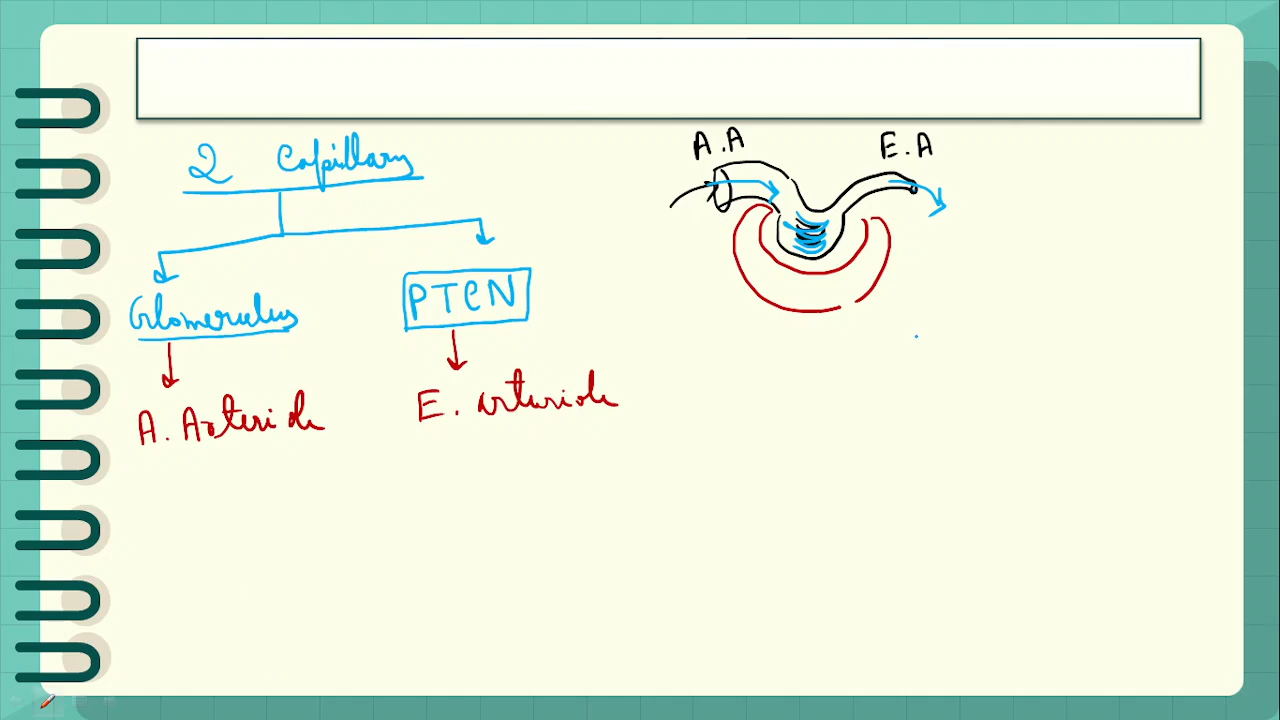 2 Capillary
Glomerulus
PTCN
A. Arteriole
E. arteriole
A.A
E.A